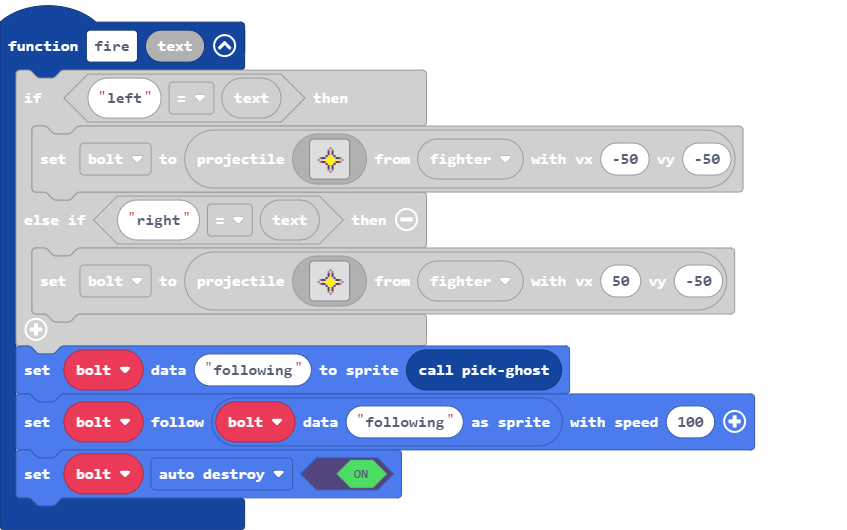 function fire text
if "left" = text then
set bolt to projectile from fighter with vx -50 vy -50
else if "right" = text then
set bolt to projectile from fighter with vx 50 vy -50
set bolt data "following" to sprite call pick-ghost
set bolt follow bolt data "following" as sprite with speed 100
set bolt auto destroy ON